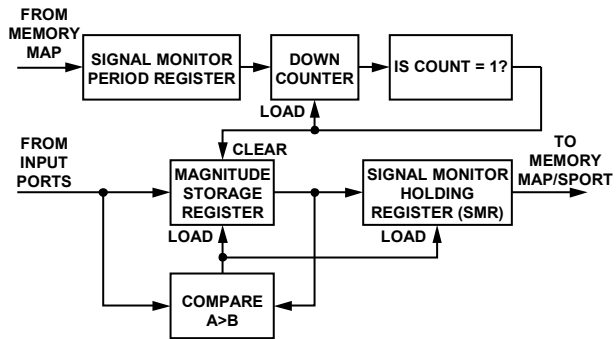 FROM
MEMORY
MAP
SIGNAL MONITOR
PERIOD REGISTER
DOWN
COUNTER
IS COUNT = 1?
LOAD
FROM
INPUT
PORTS
CLEAR
MAGNITUDE
STORAGE
REGISTER
SIGNAL MONITOR
HOLDING
REGISTER (SMR)
TO
MEMORY
MAP/SPORT
LOAD
LOAD
COMPARE
A>B